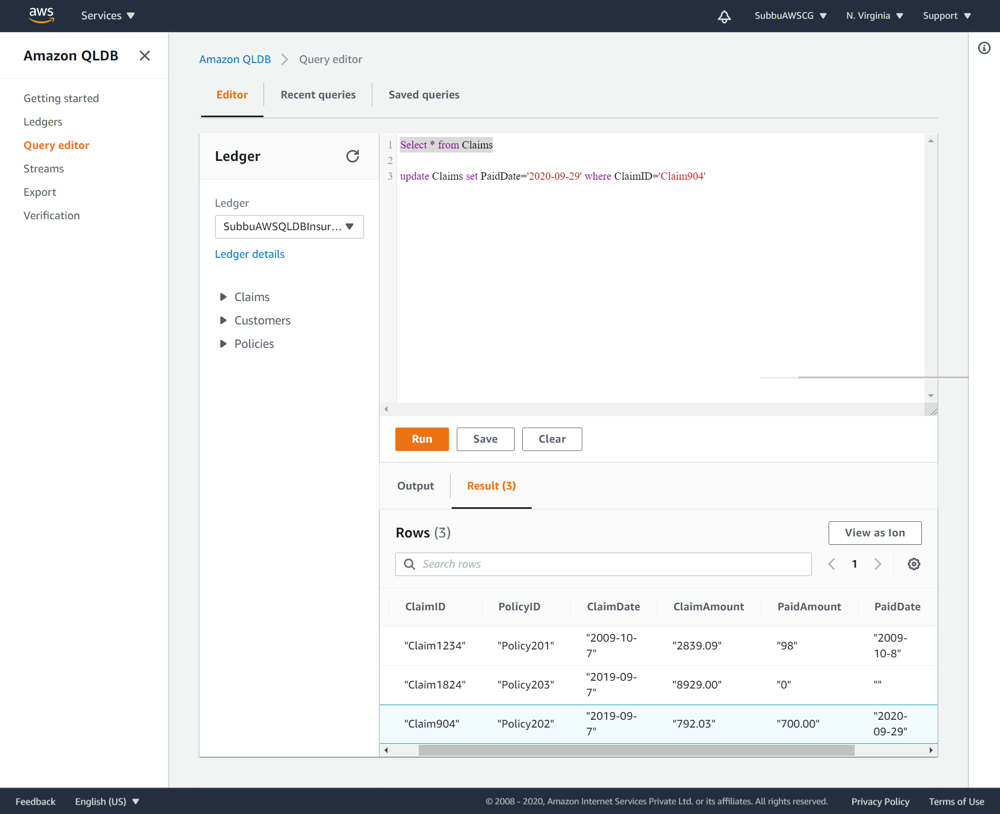 aws
Services
SubbuAWSCG
N. Virginia
Support
Amazon QLDB
Getting started
Ledgers
Query editor
Streams
Export
Verification
Amazon QLDB
Query editor
Editor
Recent queries
Saved queries
Ledger
Ledger
SubbuAWSQLDBInsur...
Ledger details
Claims
Customers
Policies
1 Select * from Claims
2
3 update Claims set PaidDate='2020-09-29' where ClaimID='Claim904'
Run
Save
Clear
Output
Result (3)
Rows (3)
View as Ion
Search rows
1
ClaimID PolicyID ClaimDate ClaimAmount PaidAmount PaidDate
"Claim1234" "Policy201" "2009-10-7" "2839.09" "98" "2009-10-8"
"Claim1824" "Policy203" "2019-09-7" "8929.00" "0" ""
"Claim904" "Policy202" "2019-09-7" "792.03" "700.00" "2020-09-29"
Feedback
English (US)
© 2008 - 2020, Amazon Internet Services Private Ltd. or its affiliates. All rights reserved.
Privacy Policy
Terms of Use